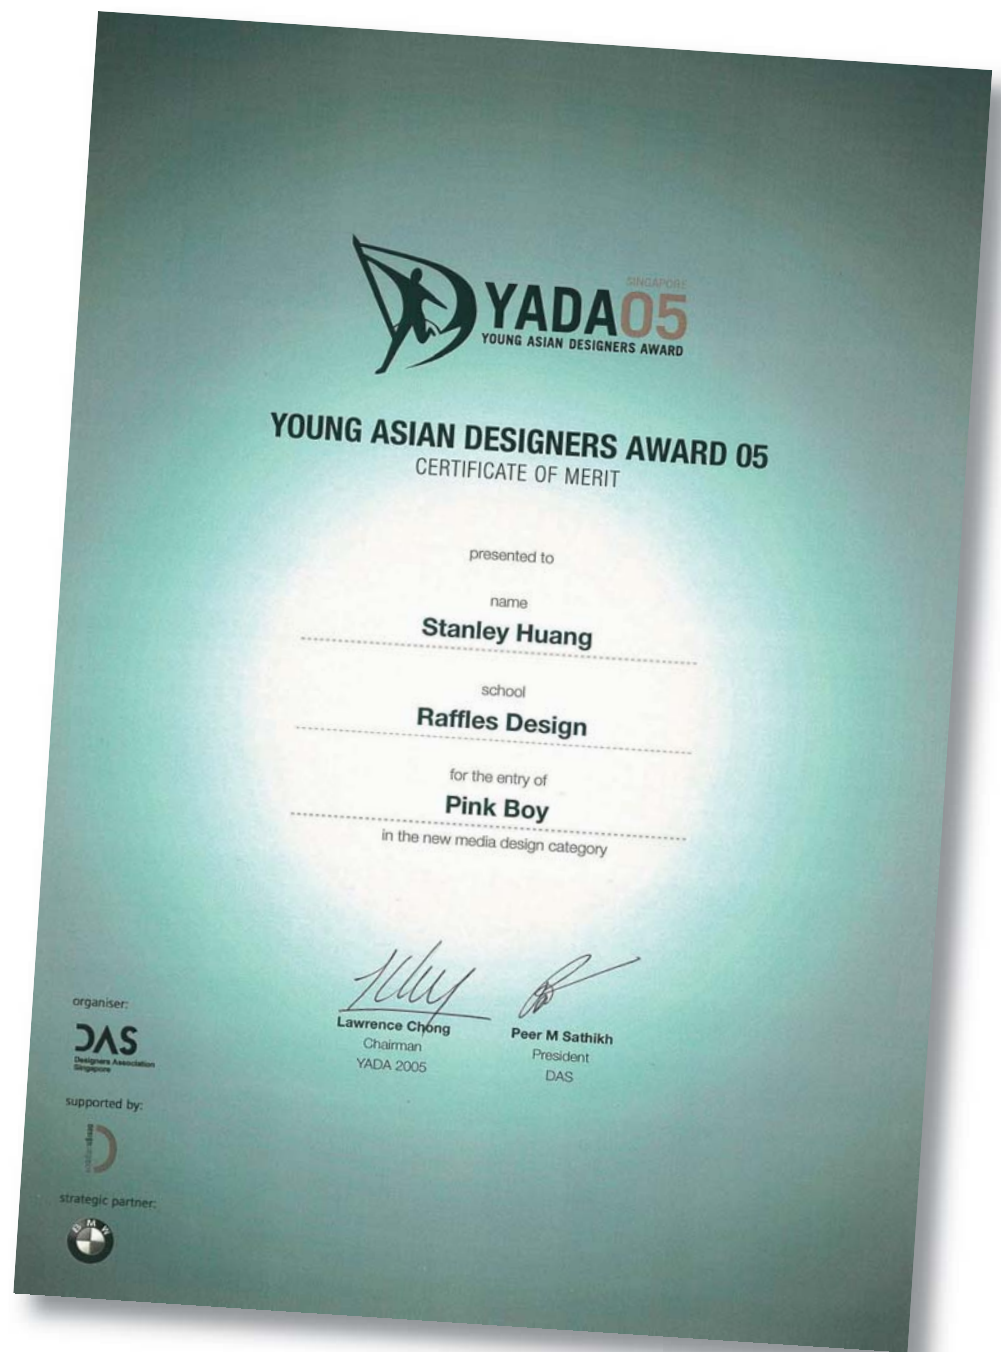 SINGAPORE
YADA05
YOUNG ASIAN DESIGNERS AWARD
YOUNG ASIAN DESIGNERS AWARD 05
CERTIFICATE OF MERIT
presented to
name
Stanley Huang
school
Raffles Design
for the entry of
Pink Boy
in the new media design category
Lawrence Chong
Chairman
YADA 2005
Peer M Sathikh
President
DAS
organiser:
DAS
Designers Association
Singapore
supported by:
strategic partner:
BMW